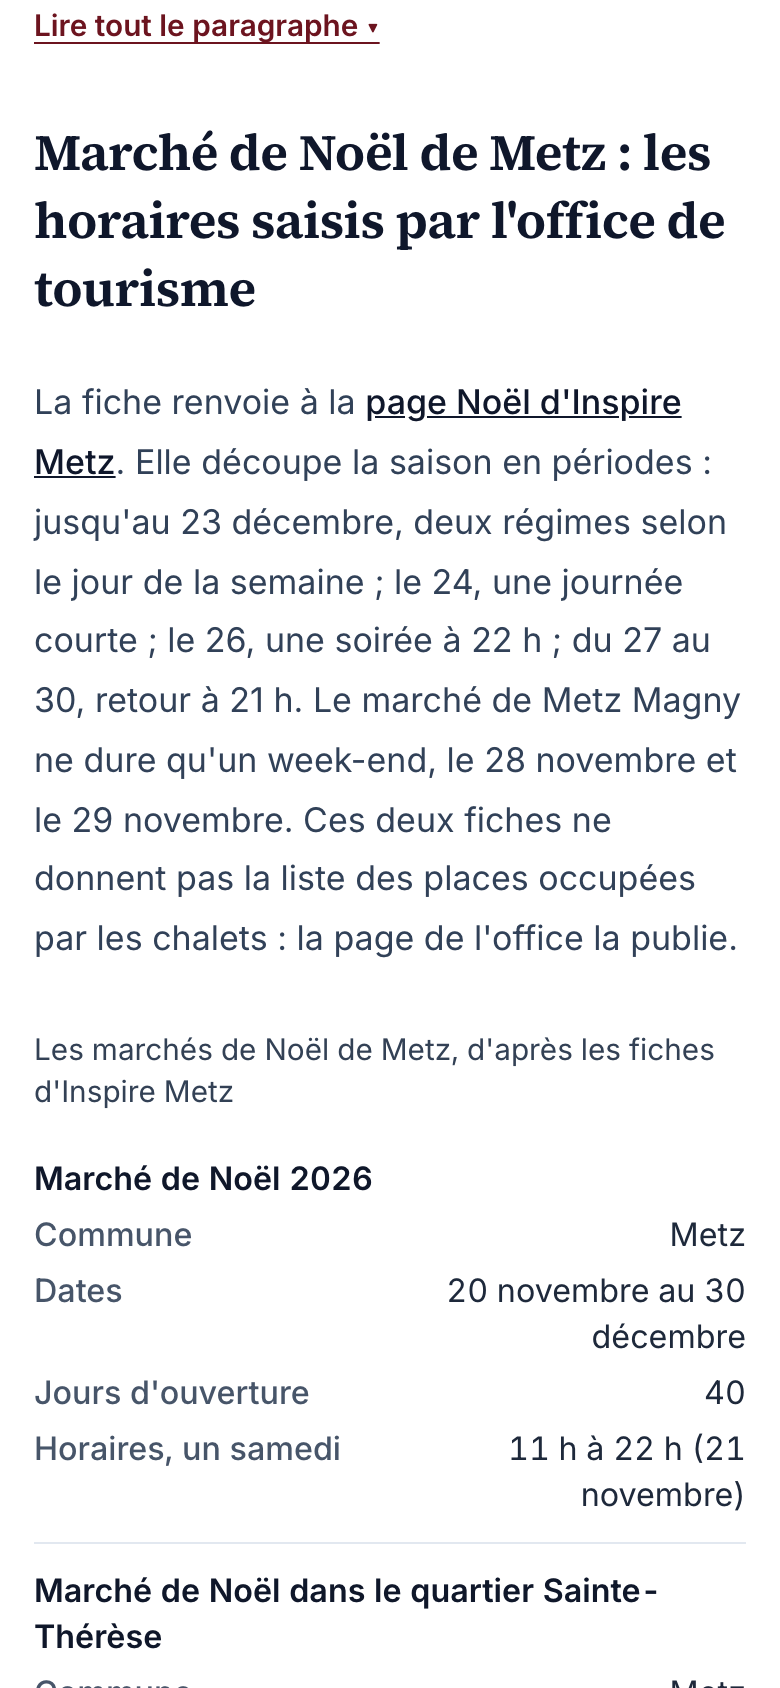 Lire tout le paragraphe ▾
Marché de Noël de Metz : les
horaires saisis par l'office de
tourisme
La fiche renvoie à la page Noël d'Inspire
Metz. Elle découpe la saison en périodes :
jusqu'au 23 décembre, deux régimes selon
le jour de la semaine ; le 24, une journée
courte ; le 26, une soirée à 22 h ; du 27 au
30, retour à 21 h. Le marché de Metz Magny
ne dure qu'un week-end, le 28 novembre et
le 29 novembre. Ces deux fiches ne
donnent pas la liste des places occupées
par les chalets : la page de l'office la publie.
Les marchés de Noël de Metz, d'après les fiches
d'Inspire Metz
Marché de Noël 2026
Commune Metz
Dates 20 novembre au 30
décembre
Jours d'ouverture 40
Horaires, un samedi 11 h à 22 h (21
novembre)
Marché de Noël dans le quartier Sainte-
Thérèse
Commune Metz